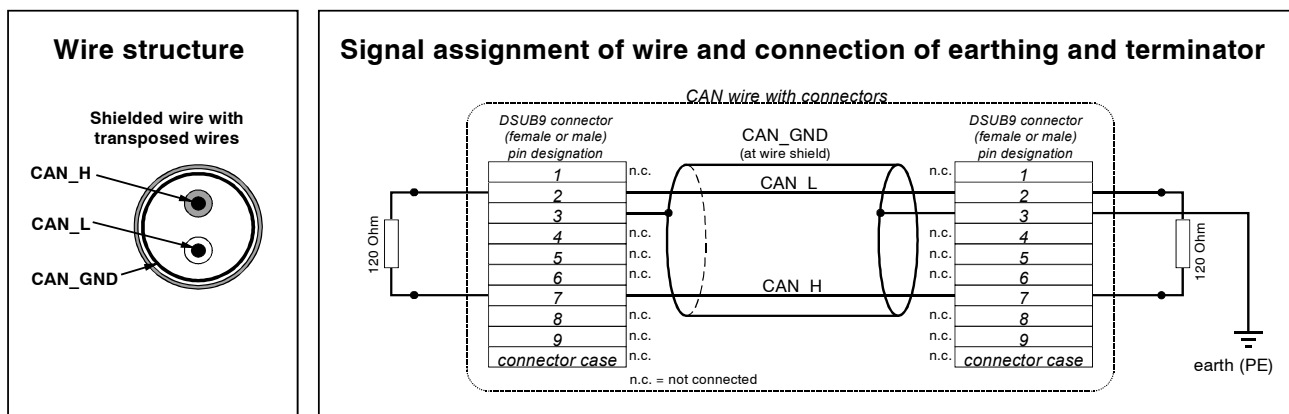 Wire structure
Shielded wire with
transposed wires
CAN_H
CAN_L
CAN_GND
Signal assignment of wire and connection of earthing and terminator
CAN wire with connectors
DSUB9 connector
(female or male)
pin designation
CAN_GND
(at wire shield)
DSUB9 connector
(female or male)
pin designation
1 n.c. n.c. 1
2 CAN_L 2
3 3
4 n.c. n.c. 4
5 n.c. n.c. 5
6 n.c. n.c. 6
7 CAN_H 7
8 n.c. n.c. 8
9 n.c. n.c. 9
connector case n.c. n.c. connector case
n.c. = not connected
120 Ohm
120 Ohm
earth (PE)